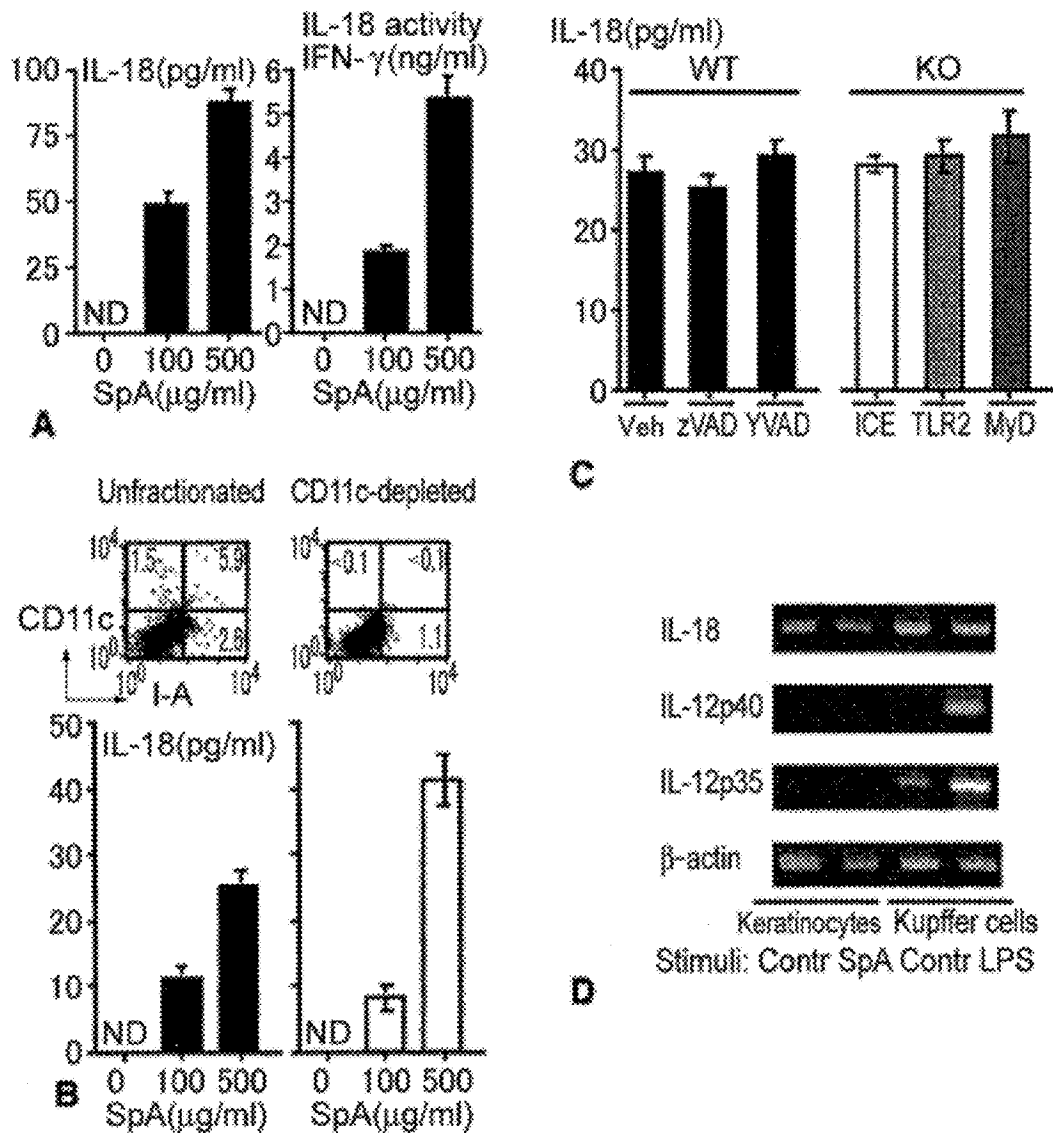 IL-18(pg/ml)
100
75
50
25
0
ND
0 100 500
SpA(μg/ml)
IL-18 activity
IFN-γ(ng/ml)
6
5
4
3
2
1
0
ND
0 100 500
SpA(μg/ml)
A
Unfractionated
CD11c-depleted
10⁴
1.5 5.9
CD11c
2.8
10⁰
10⁰ 10⁴
I-A
10⁴
<0.1 <0.1
1.1
10⁰
10⁰ 10⁴
IL-18(pg/ml)
50
40
30
20
10
0
ND
0 100 500
SpA(μg/ml)
ND
0 100 500
SpA(μg/ml)
B
IL-18(pg/ml)
WT KO
40
30
20
10
0
Veh zVAD YVAD ICE TLR2 MyD
C
IL-18
IL-12p40
IL-12p35
β-actin
Keratinocytes Kupffer cells
Stimuli: Contr SpA Contr LPS
D